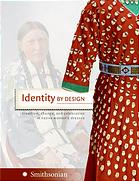 Identity BY DESIGN
tradition, change, and celebration
in native women's dresses
Smithsonian